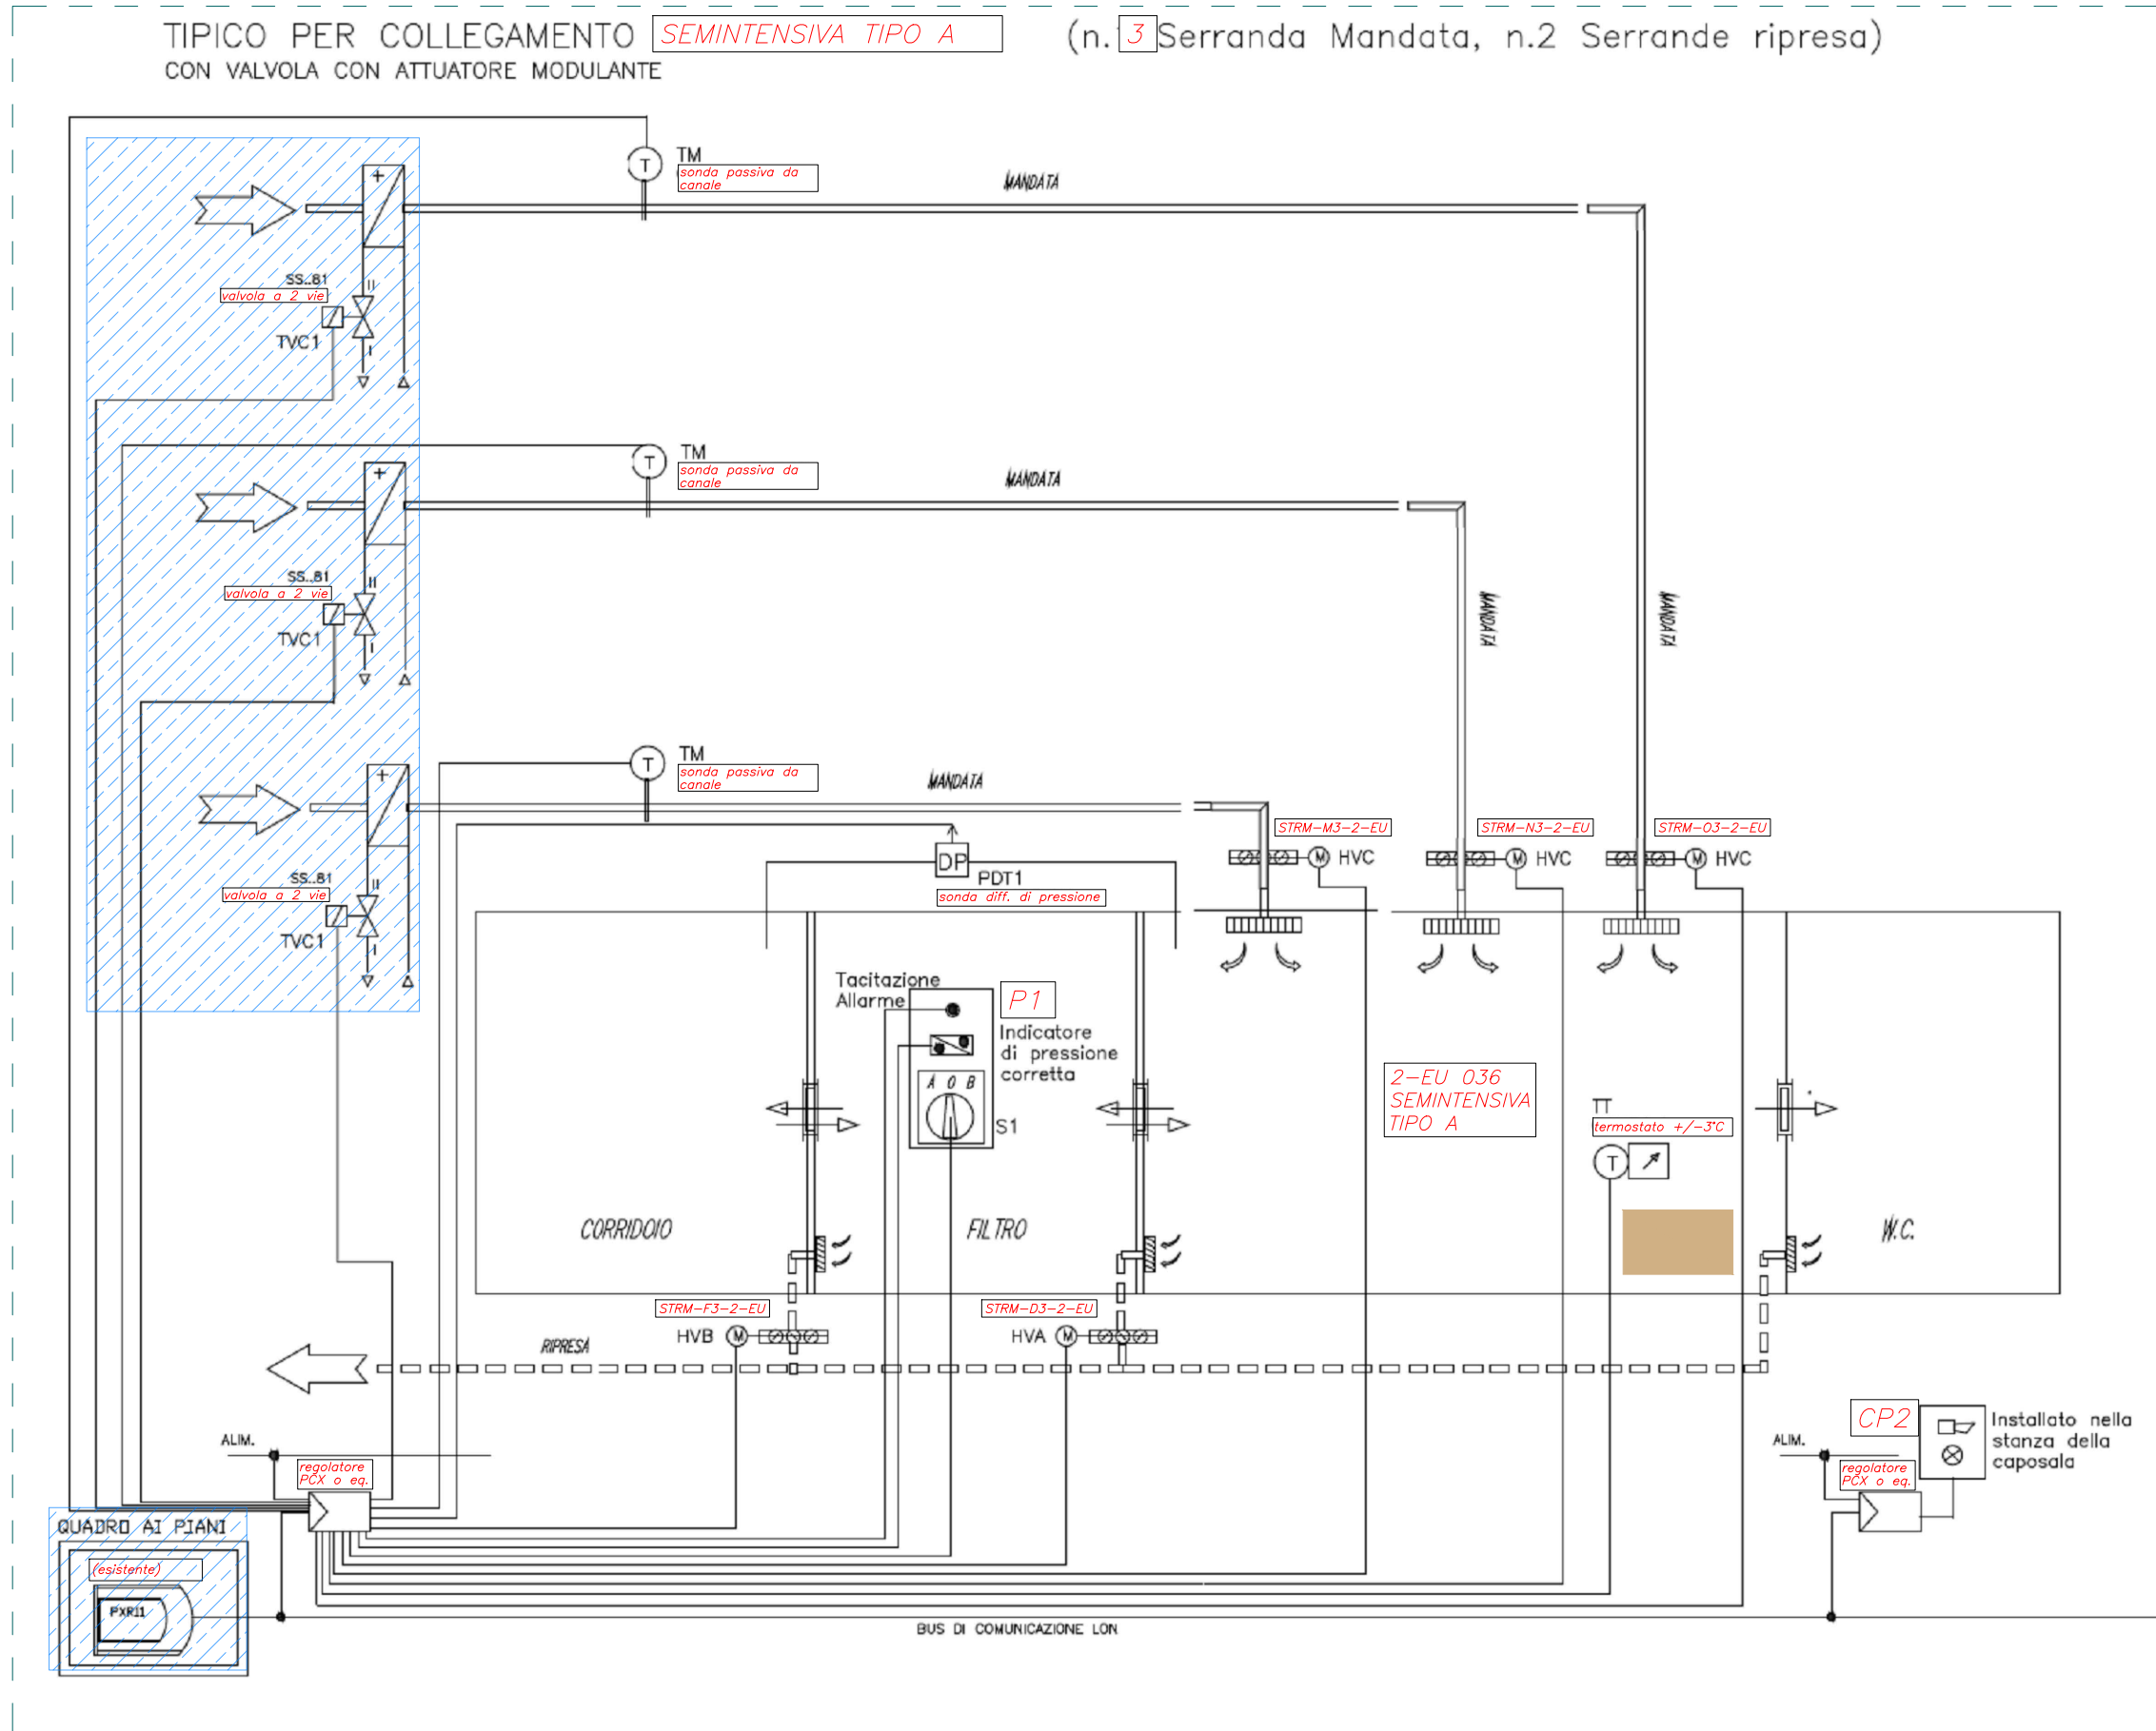 TIPICO PER COLLEGAMENTO SEMINTENSIVA TIPO A (n. 3 Serranda Mandata, n.2 Serrande ripresa)
CON VALVOLA CON ATTUATORE MODULANTE
TM
sonda passiva da
canale
MANDATA
SS..81
valvola a 2 vie
II
TVC1
I
T
+
TM
sonda passiva da
canale
MANDATA
SS..81
valvola a 2 vie
II
TVC1
I
T
+
MANDATA
MANDATA
TM
sonda passiva da
canale
MANDATA
T
+
SS..81
valvola a 2 vie
II
TVC1
I
STRM-M3-2-EU
STRM-N3-2-EU
STRM-O3-2-EU
M HVC
M HVC
M HVC
DP
PDT1
sonda diff. di pressione
Tacitazione
Allarme
P1
Indicatore
di pressione
corretta
A O B
S1
2-EU 036
SEMINTENSIVA
TIPO A
TT
termostato +/-3°C
T
CORRIDOIO
FILTRO
W.C.
STRM-F3-2-EU
STRM-D3-2-EU
HVB M
HVA M
RIPRESA
ALIM.
regolatore
PCX o eq.
CP2
Installato nella
stanza della
caposala
ALIM.
regolatore
PCX o eq.
QUADRO AI PIANI
(esistente)
PXR11
BUS DI COMUNICAZIONE LON